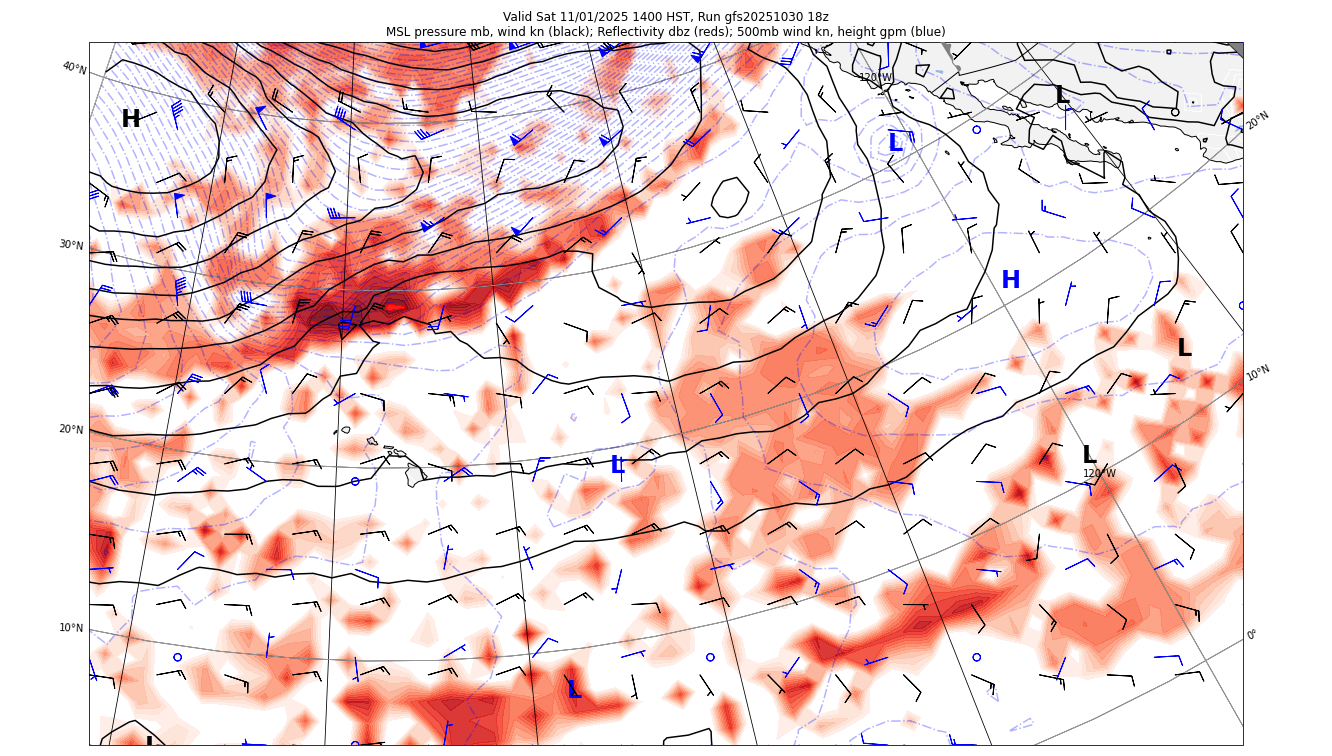 Valid Sat 11/01/2025 1400 HST, Run gfs20251030 18z
MSL pressure mb, wind kn (black); Reflectivity dbz (reds); 500mb wind kn, height gpm (blue)
40°N
120°W
L
20°N
H
L
30°N
H
L
10°N
20°N
L
L
120°W
10°N
0°
L
L